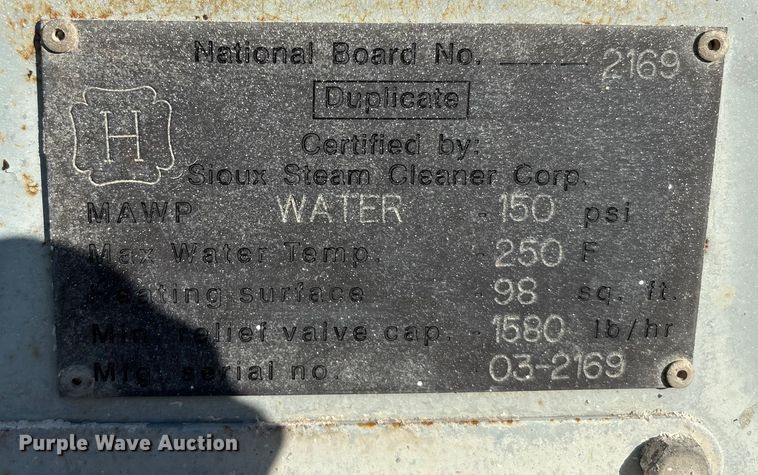 National Board No. 2169
Duplicate
H
Certified by:
Sioux Steam Cleaner Corp.
MAWP WATER - 150 psi
Max Water Temp. - 250 F
Heating surface - 98 sq. ft.
Min. relief valve cap. - 1580 lb/hr
Mfg. serial no. 03-2169
Purple Wave Auction